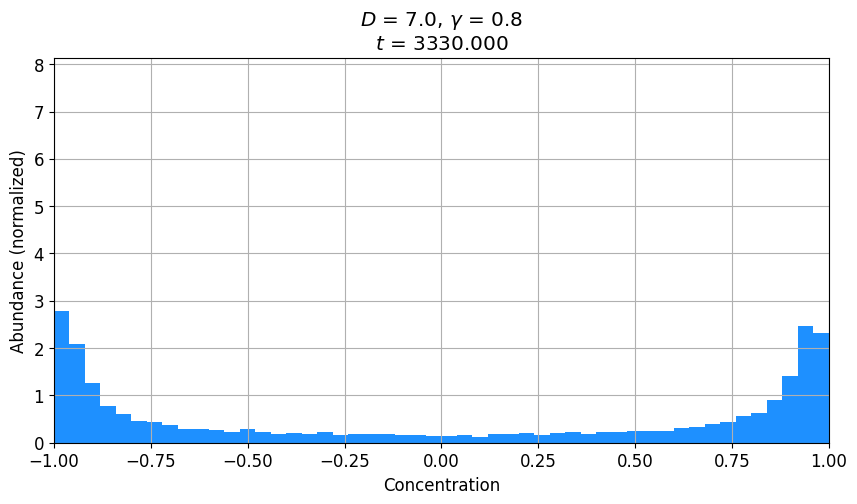 D = 7.0, γ = 0.8
t = 3330.000
Abundance (normalized)
8
7
6
5
4
3
2
1
0
−1.00 −0.75 −0.50 −0.25 0.00 0.25 0.50 0.75 1.00
Concentration